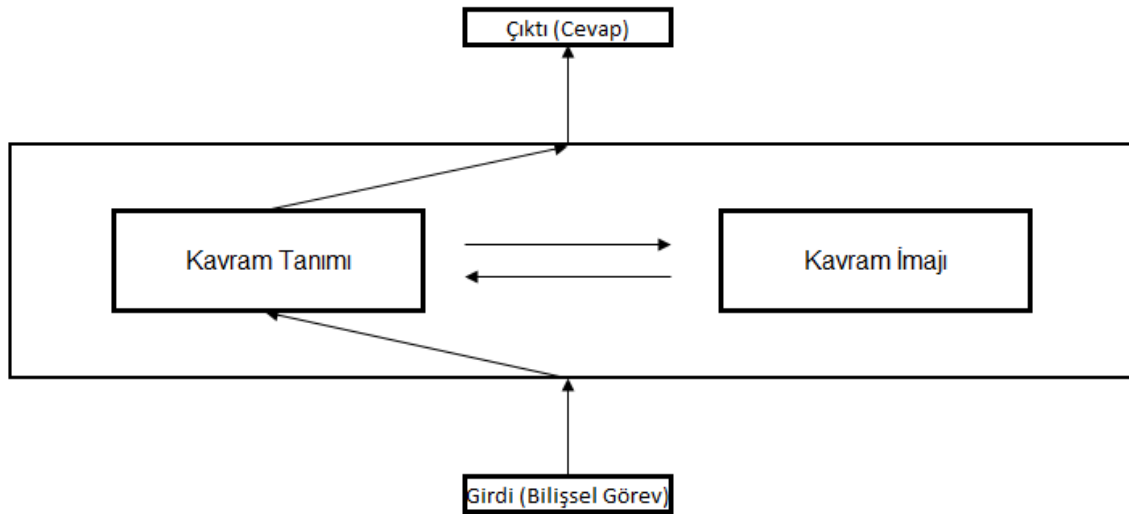 Çıktı (Cevap)
Kavram Tanımı
Kavram İmajı
Girdi (Bilişsel Görev)